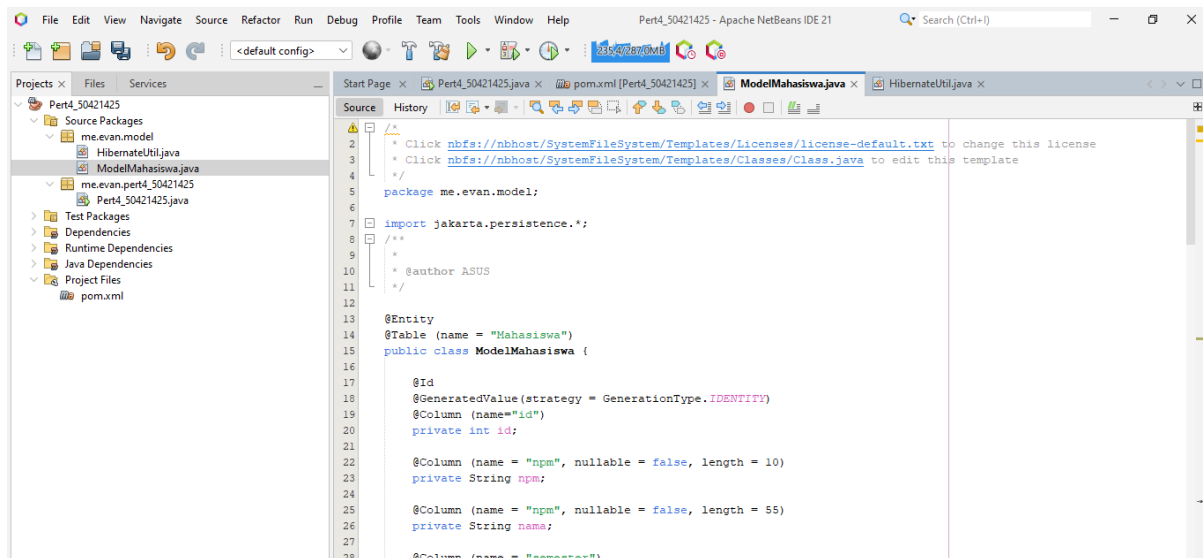 File Edit View Navigate Source Refactor Run Debug Profile Team Tools Window Help Pert4_50421425 - Apache NetBeans IDE 21 Search (Ctrl+I)
<default config> 235,4/287,0MB
Projects Files Services
Start Page Pert4_50421425.java pom.xml [Pert4_50421425] ModelMahasiswa.java HibernateUtil.java
Pert4_50421425
Source Packages
me.evan.model
HibernateUtil.java
ModelMahasiswa.java
me.evan.pert4_50421425
Pert4_50421425.java
Test Packages
Dependencies
Runtime Dependencies
Java Dependencies
Project Files
pom.xml
Source History
/*
2 * Click nbfs://nbhost/SystemFileSystem/Templates/Licenses/license-default.txt to change this license
3 * Click nbfs://nbhost/SystemFileSystem/Templates/Classes/Class.java to edit this template
4 */
5 package me.evan.model;
6
7 import jakarta.persistence.*;
8 /**
9 *
10 * @author ASUS
11 */
12
13 @Entity
14 @Table (name = "Mahasiswa")
15 public class ModelMahasiswa {
16
17 @Id
18 @GeneratedValue(strategy = GenerationType.IDENTITY)
19 @Column (name="id")
20 private int id;
21
22 @Column (name = "npm", nullable = false, length = 10)
23 private String npm;
24
25 @Column (name = "npm", nullable = false, length = 55)
26 private String nama;
27
28 @Column (name = "semester")